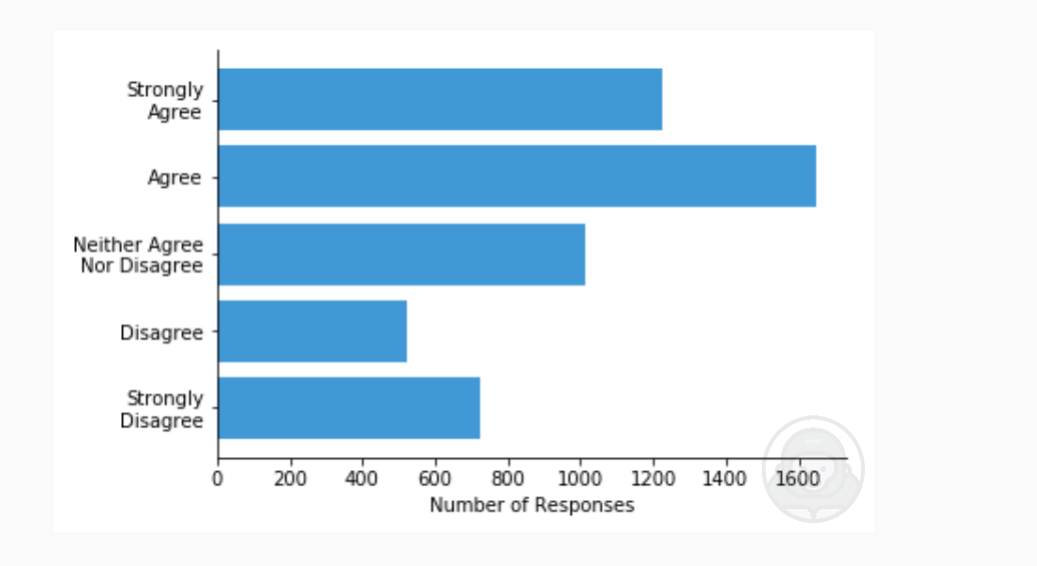 Strongly
Agree
Agree
Neither Agree
Nor Disagree
Disagree
Strongly
Disagree
0 200 400 600 800 1000 1200 1400 1600
Number of Responses